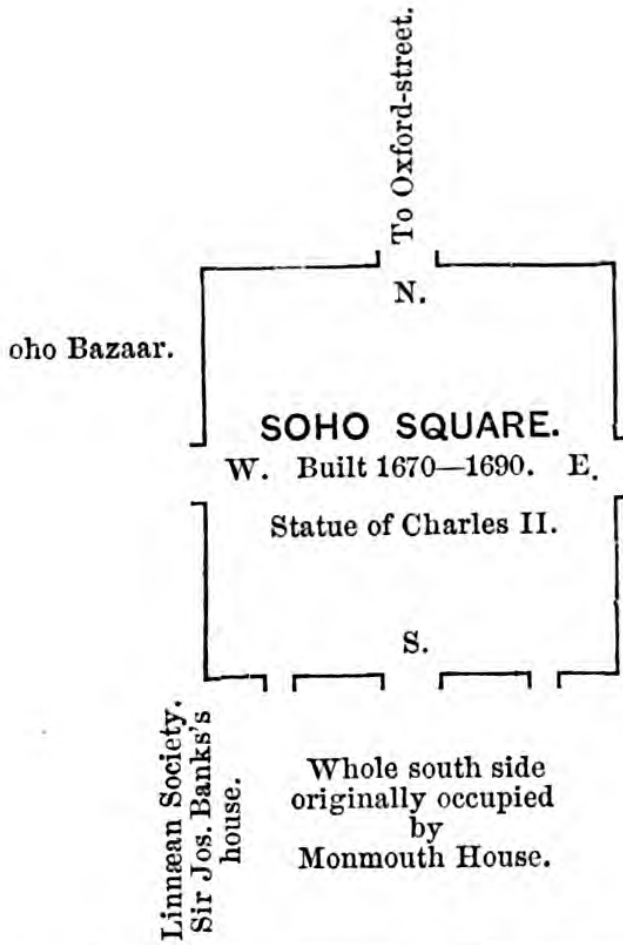 To Oxford-street.
N.
oho Bazaar.
SOHO SQUARE.
W. Built 1670—1690. E.
Statue of Charles II.
S.
Linnæan Society.
Sir Jos. Banks's
house.
Whole south side
originally occupied
by
Monmouth House.